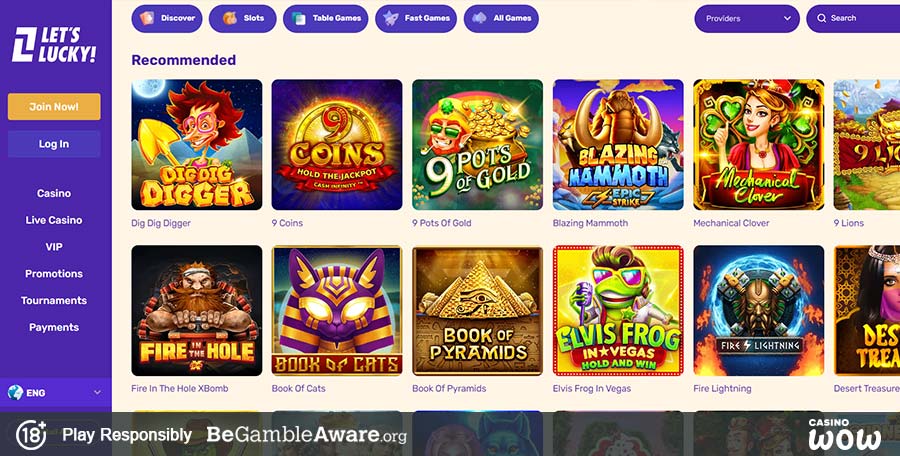 LET'S
LUCKY!
Join Now!
Log In
Casino
Live Casino
VIP
Promotions
Tournaments
Payments
ENG
Discover
Slots
Table Games
Fast Games
All Games
Providers
Search
Recommended
DIG DIG
DIGGER
Dig Dig Digger
9
COINS
HOLD THE JACKPOT
CASH INFINITY™
9 Coins
9 POTS
OF GOLD
9 Pots Of Gold
BLAZING
MAMMOTH
EPIC
STRIKE
Blazing Mammoth
Mechanical
Clover
Mechanical Clover
9 Lions
FIRE IN THE HOLE
Fire In The Hole XBomb
BOOK OF CATS
Book Of Cats
BOOK OF
PYRAMIDS
Book Of Pyramids
ELVIS FROG
IN VEGAS
HOLD AND WIN
Elvis Frog In Vegas
FIRE LIGHTNING
Fire Lightning
Desert Treasure
18+
Play Responsibly
BeGambleAware.org
CASINO
WOW